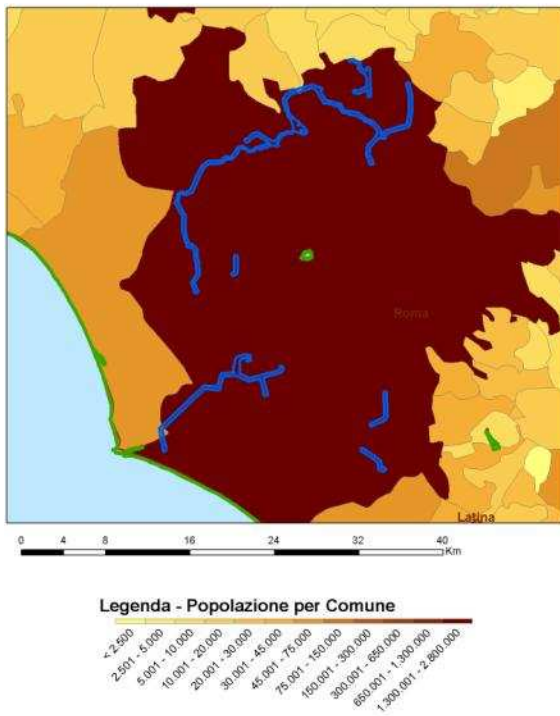 Roma
Latina
0 4 8 16 24 32 40
Km
Legenda - Popolazione per Comune
< 2.500
2.501 - 5.000
5.001 - 10.000
10.001 - 20.000
20.001 - 30.000
30.001 - 45.000
45.001 - 75.000
75.001 - 150.000
150.001 - 300.000
300.001 - 650.000
650.001 - 1.300.000
1.300.001 - 2.800.000